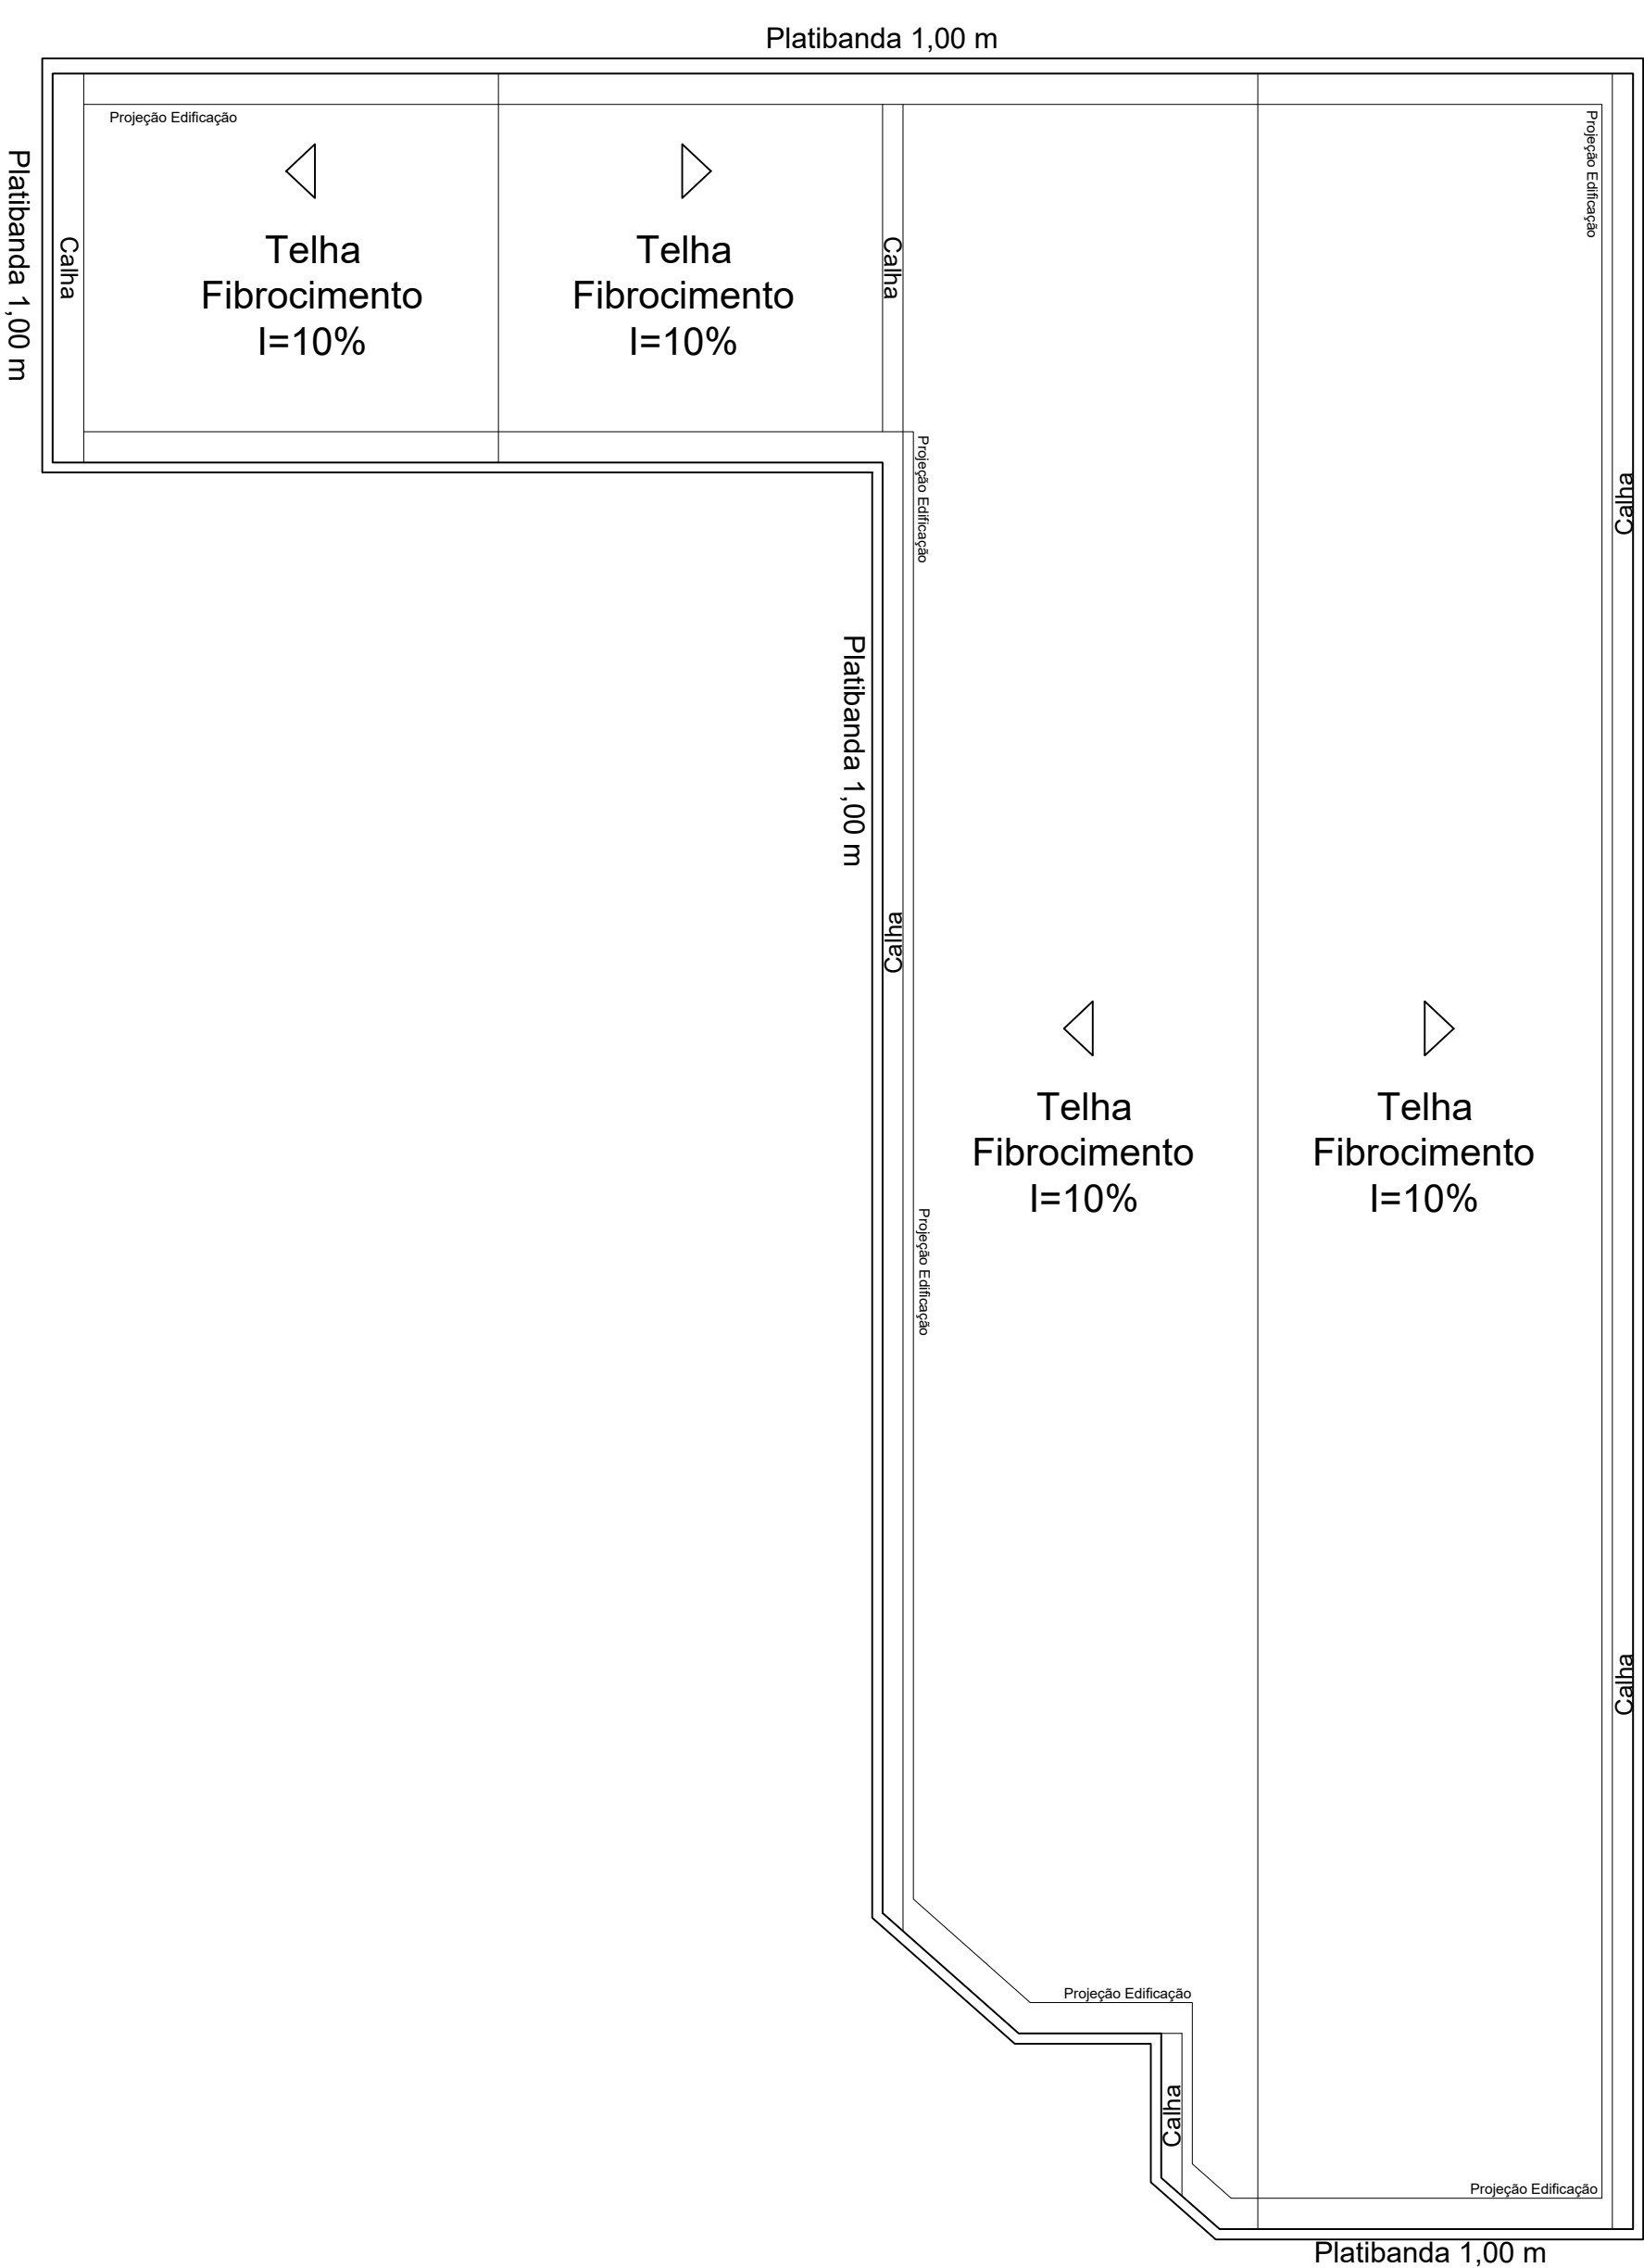 Platibanda 1,00 m
Projeção Edificação
Projeção Edificação
Platibanda 1,00 m
Calha
Telha
Fibrocimento
I=10%
Telha
Fibrocimento
I=10%
Calha
Projeção Edificação
Calha
Platibanda 1,00 m
Calha
Telha
Fibrocimento
I=10%
Telha
Fibrocimento
I=10%
Projeção Edificação
Calha
Projeção Edificação
Calha
Projeção Edificação
Platibanda 1,00 m